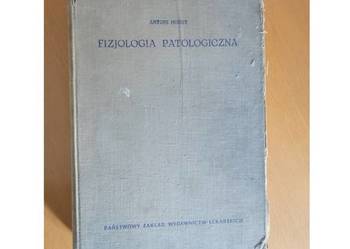 ANTONI HORST
FIZJOLOGIA PATOLOGICZNA
PAŃSTWOWY ZAKŁAD WYDAWNICTW LEKARSKICH